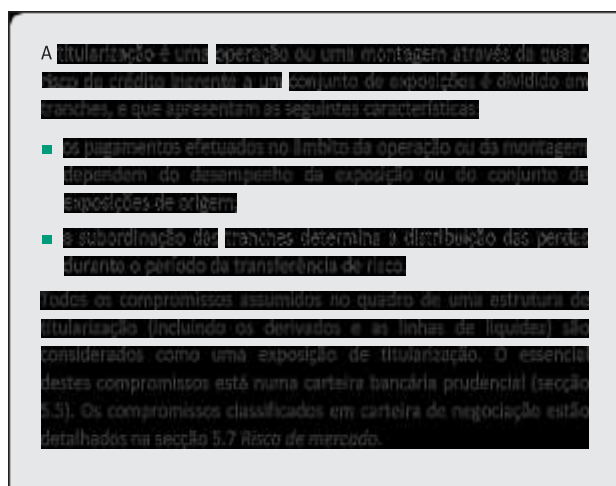 A titularização é uma operação ou uma montagem através da qual o
risco de crédito inerente a um conjunto de exposições é dividido em
tranches, e que apresentam as seguintes características:
os pagamentos efetuados no âmbito da operação ou da montagem
dependem do desempenho da exposição ou do conjunto de
exposições de origem;
a subordinação das tranches determina a distribuição das perdas
durante o período da transferência de risco.
Todos os compromissos assumidos no quadro de uma estrutura de
titularização (incluindo os derivados e as linhas de liquidez) são
considerados como uma exposição de titularização. O essencial
destes compromissos está numa carteira bancária prudencial (secção
5.5). Os compromissos classificados em carteira de negociação estão
detalhados na secção 5.7 Risco de mercado.